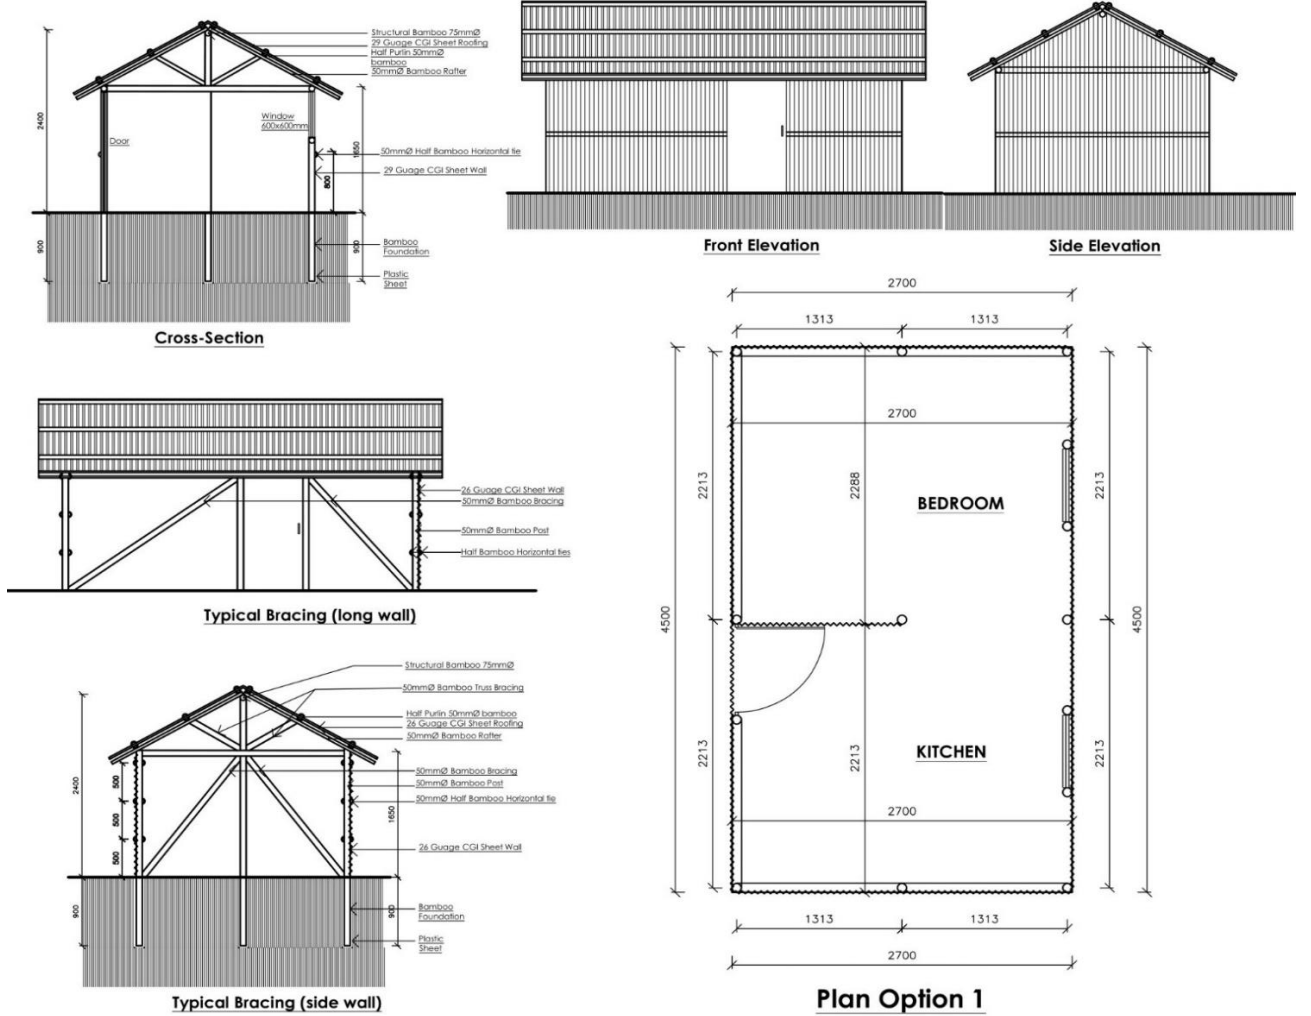 Structural Bamboo 75mmØ
29 Guage CGI Sheet Roofing
Half Purlin 50mmØ
bamboo
50mmØ Bamboo Rafter
2400
Window
600x600mm
Door
50mmØ Half Bamboo Horizontal tie
1650
29 Guage CGI Sheet Wall
800
900
Bamboo
Foundation
900
Plastic
Sheet
Cross-Section
Front Elevation
Side Elevation
26 Guage CGI Sheet Wall
50mmØ Bamboo Bracing
50mmØ Bamboo Post
Half Bamboo Horizontal ties
Typical Bracing (long wall)
Structural Bamboo 75mmØ
50mmØ Bamboo Truss Bracing
Half Purlin 50mmØ bamboo
26 Guage CGI Sheet Roofing
50mmØ Bamboo Rafter
50mmØ Bamboo Bracing
50mmØ Bamboo Post
50mmØ Half Bamboo Horizontal tie
2400
500
500
500
1650
26 Guage CGI Sheet Wall
900
Bamboo
Foundation
900
Plastic
Sheet
Typical Bracing (side wall)
2700
1313
1313
2700
2213
2288
2213
BEDROOM
4500
4500
KITCHEN
2213
2213
2213
2700
1313
1313
2700
Plan Option 1